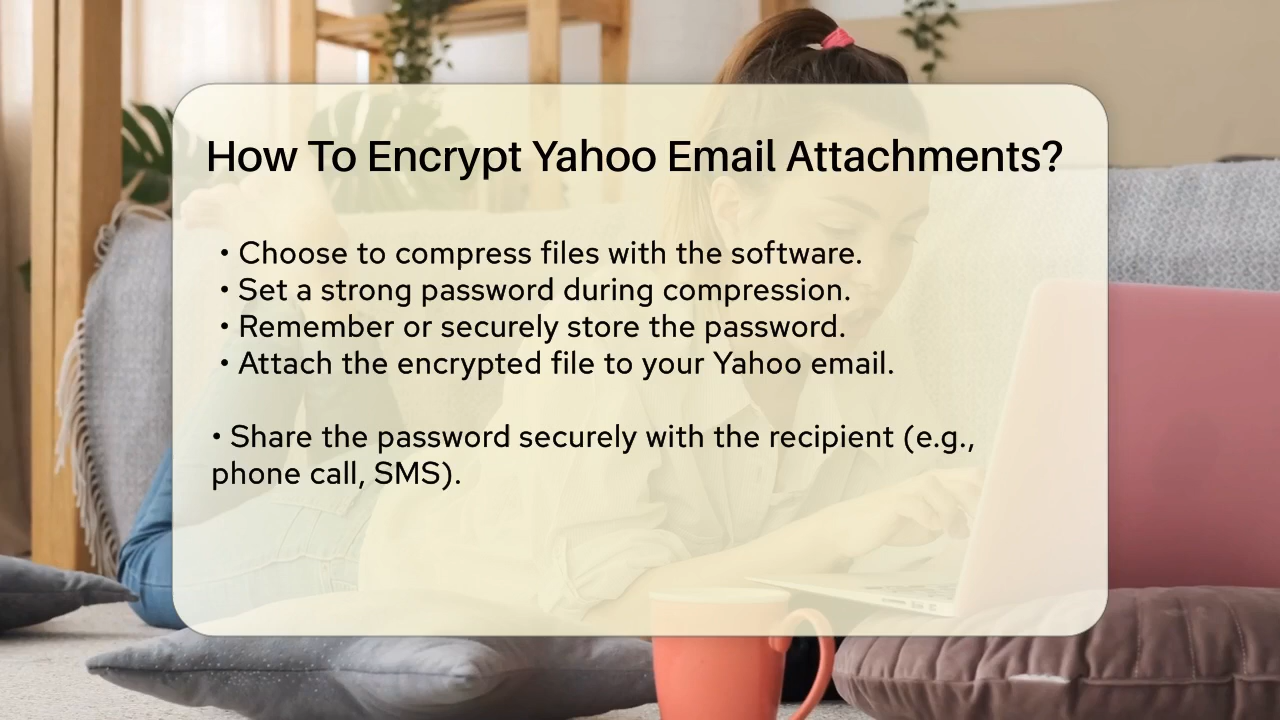 How To Encrypt Yahoo Email Attachments?
• Choose to compress files with the software.
• Set a strong password during compression.
• Remember or securely store the password.
• Attach the encrypted file to your Yahoo email.
• Share the password securely with the recipient (e.g.,
phone call, SMS).